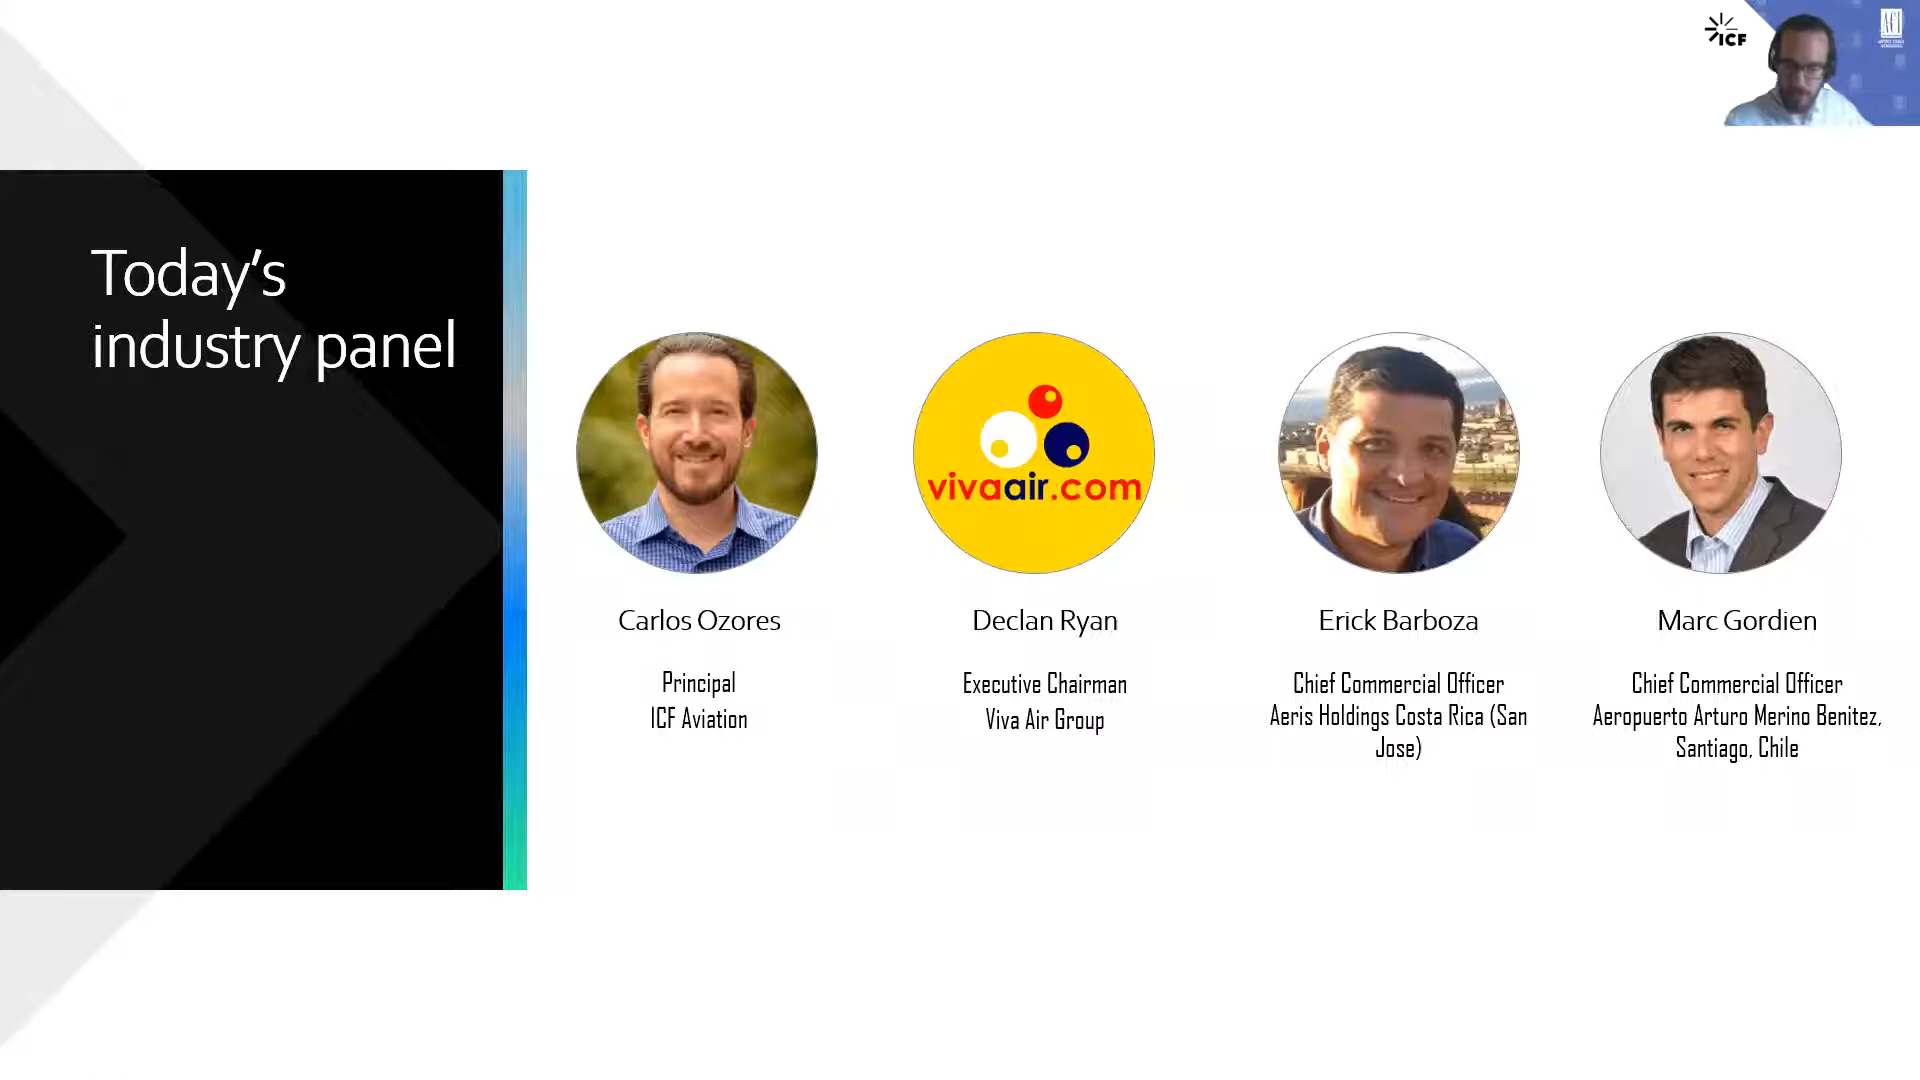 ICF
ACI
Today's
industry panel
vivaair.com
Carlos Ozores
Principal
ICF Aviation
Declan Ryan
Executive Chairman
Viva Air Group
Erick Barboza
Chief Commercial Officer
Aeris Holdings Costa Rica (San
Jose)
Marc Gordien
Chief Commercial Officer
Aeropuerto Arturo Merino Benitez,
Santiago, Chile